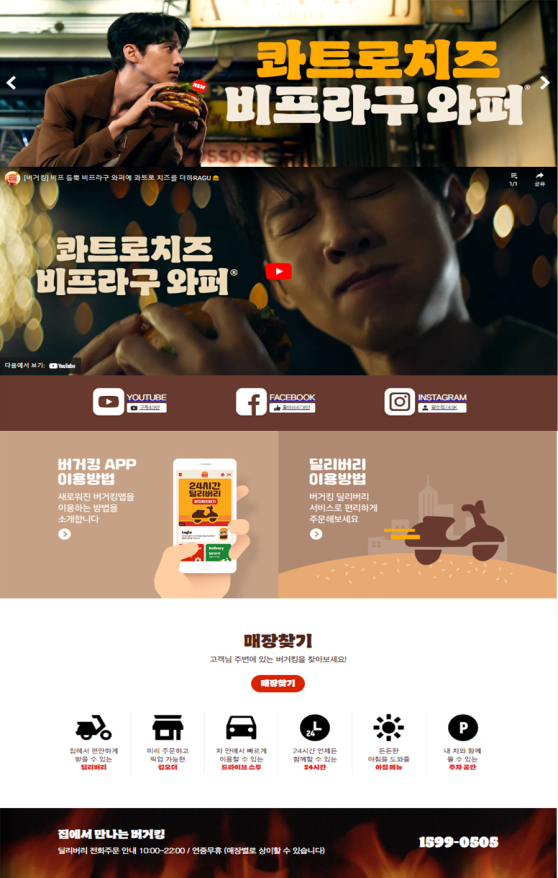 콰트로치즈
비프라구 와퍼®
NEW
[버거킹] 비프 듬뿍 비프라구 와퍼에 콰트로 치즈를 더해RAGU
1/1
공유
콰트로치즈
비프라구 와퍼®
다음에서 보기: YouTube
YOUTUBE
FACEBOOK
INSTAGRAM
버거킹 APP
이용방법
새로워진 버거킹앱을
이용하는 방법을
소개합니다
24시간
딜리버리
Login
Delivery
딜리버리
이용방법
버거킹 딜리버리
서비스로 편리하게
주문해보세요
매장찾기
고객님 주변에 있는 버거킹을 찾아보세요!
매장찾기
24
P
집에서 편안하게
받을 수 있는
딜리버리
미리 주문하고
픽업 가능한
킹오더
차 안에서 빠르게
이용할 수 있는
드라이브 스루
24시간 언제든
함께할 수 있는
24시간
든든한
아침을 도와줄
아침 메뉴
내 차와 함께
올 수 있는
주차 공간
집에서 만나는 버거킹
딜리버리 전화주문 안내 10:00~22:00 / 연중무휴 (매장별로 상이할 수 있습니다)
1599-0505